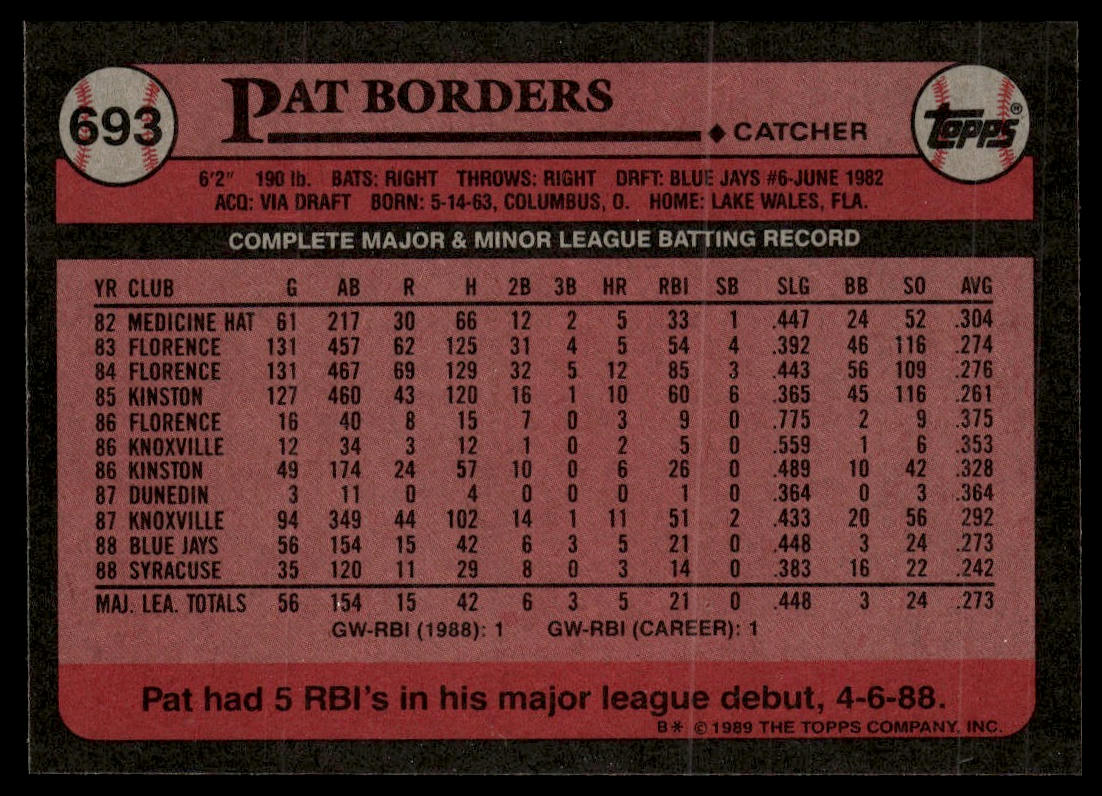 693
PAT BORDERS
TOPPS®
◆ CATCHER
6'2" 190 lb. BATS: RIGHT THROWS: RIGHT DRFT: BLUE JAYS #6-JUNE 1982
ACQ: VIA DRAFT BORN: 5-14-63, COLUMBUS, O. HOME: LAKE WALES, FLA.
COMPLETE MAJOR & MINOR LEAGUE BATTING RECORD
YR CLUB G AB R H 2B 3B HR RBI SB SLG BB SO AVG
82 MEDICINE HAT 61 217 30 66 12 2 5 33 1 .447 24 52 .304
83 FLORENCE 131 457 62 125 31 4 5 54 4 .392 46 116 .274
84 FLORENCE 131 467 69 129 32 5 12 85 3 .443 56 109 .276
85 KINSTON 127 460 43 120 16 1 10 60 6 .365 45 116 .261
86 FLORENCE 16 40 8 15 7 0 3 9 0 .775 2 9 .375
86 KNOXVILLE 12 34 3 12 1 0 2 5 0 .559 1 6 .353
86 KINSTON 49 174 24 57 10 0 6 26 0 .489 10 42 .328
87 DUNEDIN 3 11 0 4 0 0 0 1 0 .364 0 3 .364
87 KNOXVILLE 94 349 44 102 14 1 11 51 2 .433 20 56 .292
88 BLUE JAYS 56 154 15 42 6 3 5 21 0 .448 3 24 .273
88 SYRACUSE 35 120 11 29 8 0 3 14 0 .383 16 22 .242
MAJ. LEA. TOTALS 56 154 15 42 6 3 5 21 0 .448 3 24 .273
GW-RBI (1988): 1 GW-RBI (CAREER): 1
Pat had 5 RBI's in his major league debut, 4-6-88.
B* © 1989 THE TOPPS COMPANY, INC.